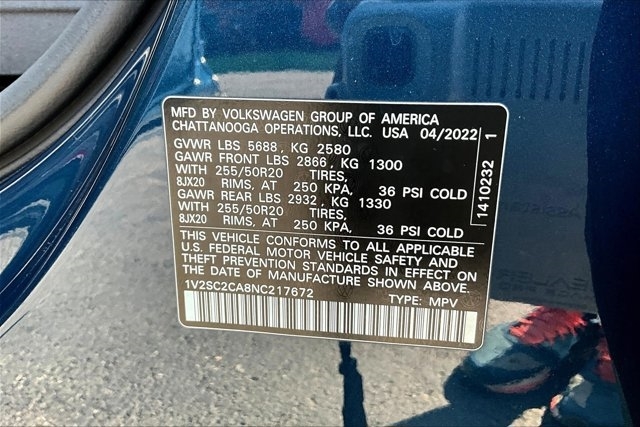 MFD BY VOLKSWAGEN GROUP OF AMERICA
CHATTANOOGA OPERATIONS, LLC. USA 04/2022
GVWR LBS 5688, KG 2580
GAWR FRONT LBS 2866, KG 1300
WITH 255/50R20 TIRES,
8JX20 RIMS, AT 250 KPA, 36 PSI COLD
GAWR REAR LBS 2932, KG 1330
WITH 255/50R20 TIRES,
8JX20 RIMS, AT 250 KPA, 36 PSI COLD
1410232 1
THIS VEHICLE CONFORMS TO ALL APPLICABLE
U.S. FEDERAL MOTOR VEHICLE SAFETY AND
THEFT PREVENTION STANDARDS IN EFFECT ON
THE DATE OF MANUFACTURE SHOWN ABOVE.
1V2SC2CA8NC217672 TYPE: MPV